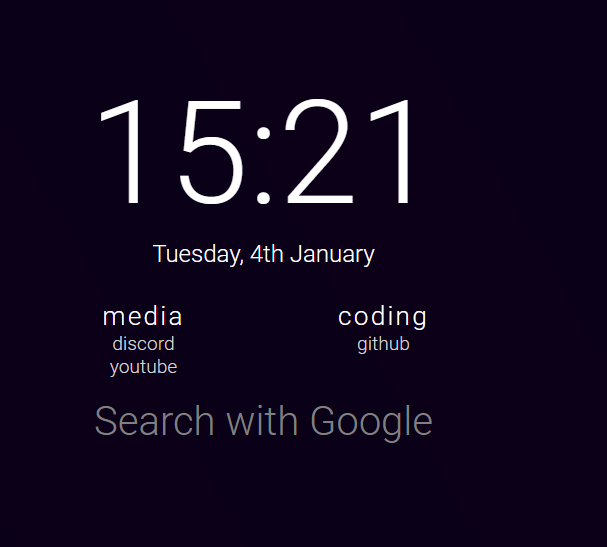 15:21
Tuesday, 4th January
media
discord
youtube
coding
github
Search with Google